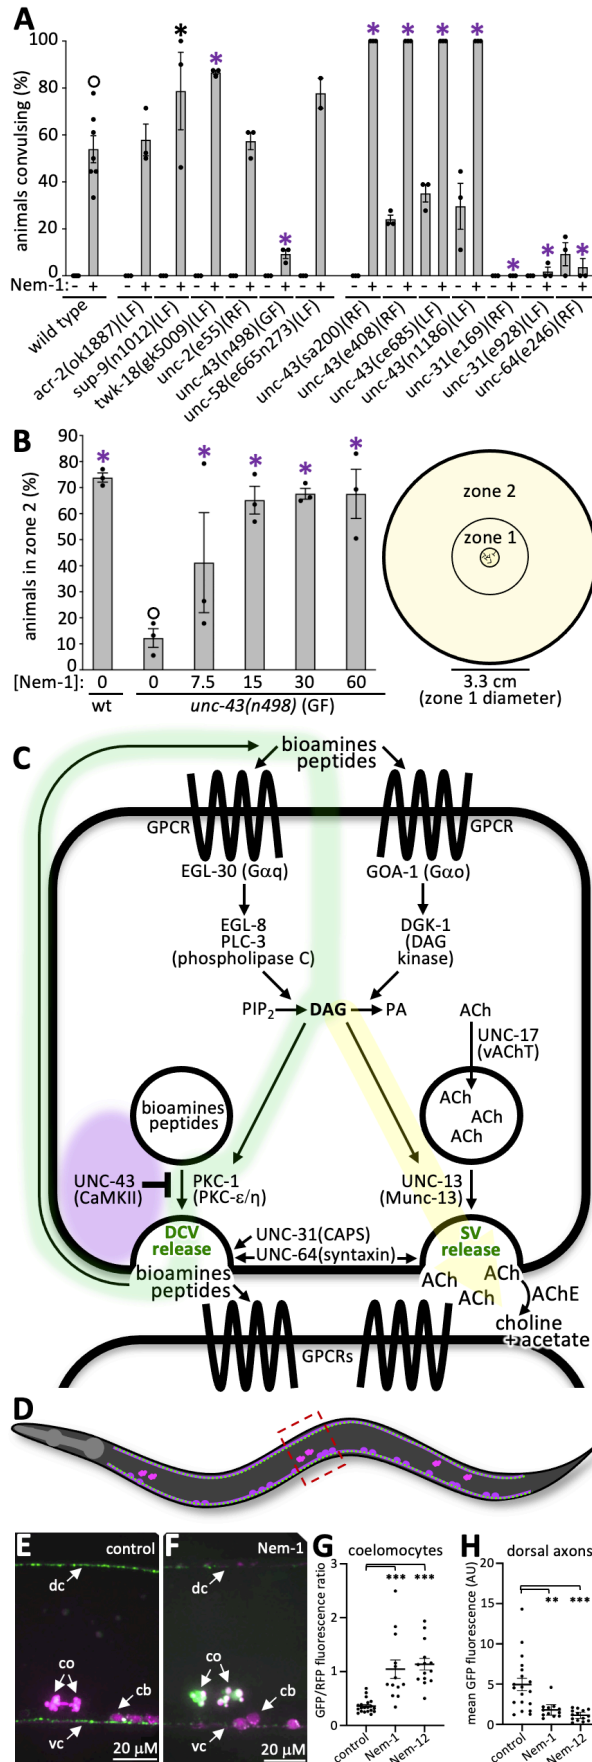 A
animals convulsing (%)
100
80
60
40
20
0
Nem-1: - + - + - + - + - + - + - + - + - + - + - + - + - + - +
wild type
acr-2(ok1887)(LF)
sup-9(n1012)(LF)
twk-18(gk5009)(LF)
unc-2(e55)(RF)
unc-43(n498)(GF)
unc-58(e665n273)(LF)
unc-43(sa200)(RF)
unc-43(e408)(RF)
unc-43(ce685)(LF)
unc-43(n1186)(LF)
unc-31(e169)(RF)
unc-31(e928)(LF)
unc-64(e246)(RF)
B
animals in zone 2 (%)
90
80
70
60
50
40
30
20
10
0
[Nem-1]: 0 0 7.5 15 30 60
wt unc-43(n498) (GF)
zone 2
zone 1
3.3 cm
(zone 1 diameter)
C
bioamines
peptides
GPCR GPCR
EGL-30 (Gαq) GOA-1 (Gαo)
EGL-8
PLC-3
(phospholipase C)
DGK-1
(DAG
kinase)
PIP2 DAG PA
ACh
UNC-17
(vAChT)
bioamines
peptides
ACh
ACh
ACh
UNC-43
(CaMKII)
PKC-1
(PKC-ε/η)
UNC-13
(Munc-13)
DCV
release
UNC-31(CAPS)
UNC-64(syntaxin)
SV
release
bioamines
peptides
ACh
ACh
ACh
AChE
choline
+acetate
GPCRs
D
E
control
dc
co
cb
vc
20 µM
F
Nem-1
dc
co
cb
vc
20 µM
G
coelomocytes
GFP/RFP fluorescence ratio
3
2
1
0
*** ***
control
Nem-1
Nem-12
H
dorsal axons
mean GFP fluorescence (AU)
20
15
10
5
0
** ***
control
Nem-1
Nem-12